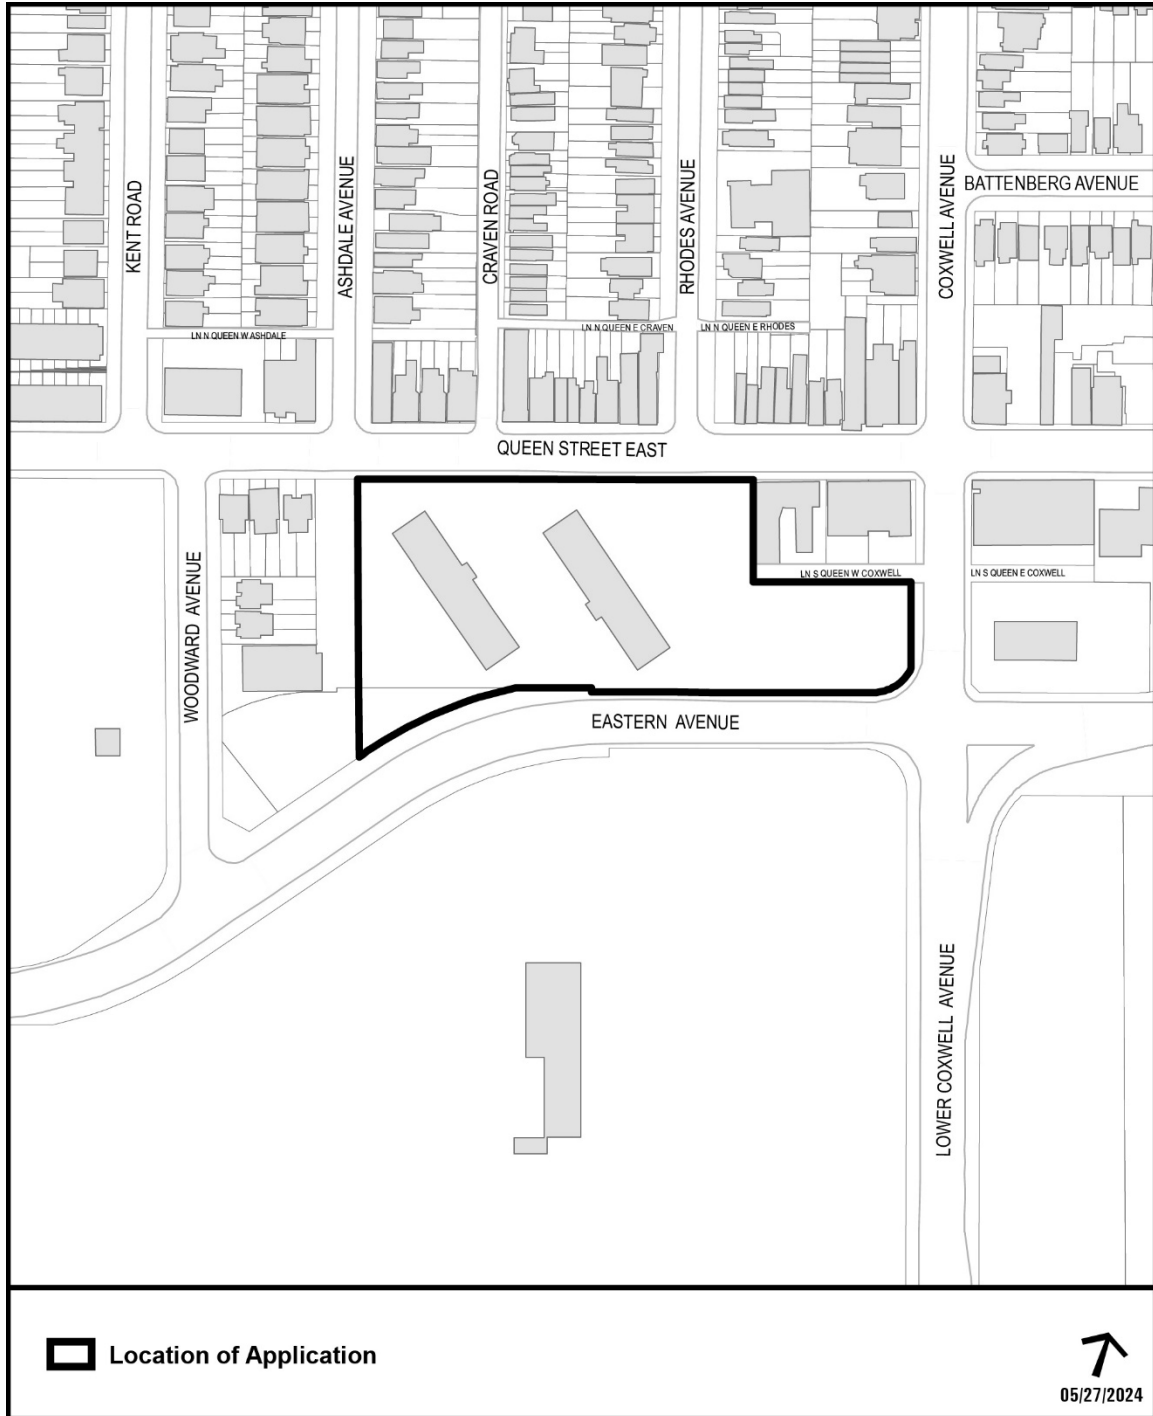 KENT ROAD
ASHDALE AVENUE
CRAVEN ROAD
RHODES AVENUE
COXWELL AVENUE
BATTENBERG AVENUE
LN N QUEEN W ASHDALE
LN N QUEEN E CRAVEN
LN N QUEEN E RHODES
QUEEN STREET EAST
WOODWARD AVENUE
LN S QUEEN W COXWELL
LN S QUEEN E COXWELL
EASTERN AVENUE
LOWER COXWELL AVENUE
Location of Application
05/27/2024